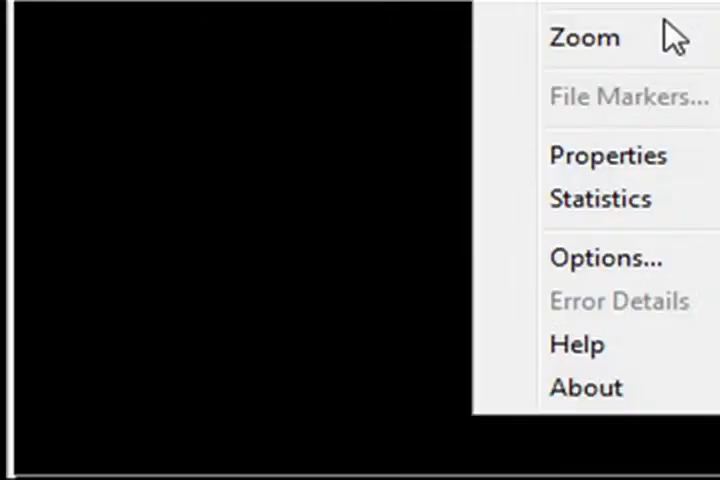 Zoom
File Markers...
Properties
Statistics
Options...
Error Details
Help
About